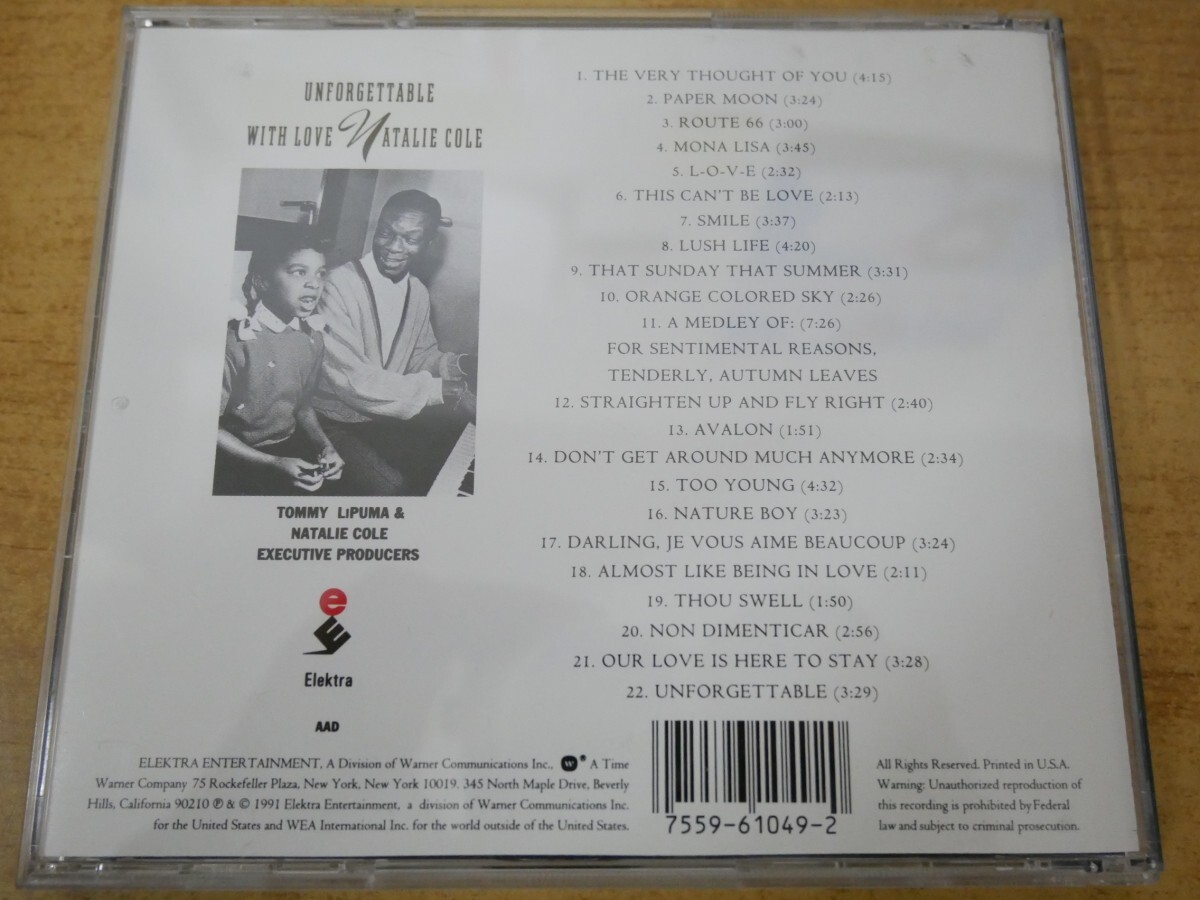 UNFORGETTABLE
WITH LOVE NATALIE COLE
TOMMY LiPUMA &
NATALIE COLE
EXECUTIVE PRODUCERS
e
Elektra
AAD
1. THE VERY THOUGHT OF YOU (4:15)
2. PAPER MOON (3:24)
3. ROUTE 66 (3:00)
4. MONA LISA (3:45)
5. L-O-V-E (2:32)
6. THIS CAN'T BE LOVE (2:13)
7. SMILE (3:37)
8. LUSH LIFE (4:20)
9. THAT SUNDAY THAT SUMMER (3:31)
10. ORANGE COLORED SKY (2:26)
11. A MEDLEY OF: (7:26)
FOR SENTIMENTAL REASONS,
TENDERLY, AUTUMN LEAVES
12. STRAIGHTEN UP AND FLY RIGHT (2:40)
13. AVALON (1:51)
14. DON'T GET AROUND MUCH ANYMORE (2:34)
15. TOO YOUNG (4:32)
16. NATURE BOY (3:23)
17. DARLING, JE VOUS AIME BEAUCOUP (3:24)
18. ALMOST LIKE BEING IN LOVE (2:11)
19. THOU SWELL (1:50)
20. NON DIMENTICAR (2:56)
21. OUR LOVE IS HERE TO STAY (3:28)
22. UNFORGETTABLE (3:29)
ELEKTRA ENTERTAINMENT, A Division of Warner Communications Inc., ® A Time
Warner Company 75 Rockefeller Plaza, New York, New York 10019. 345 North Maple Drive, Beverly
Hills, California 90210 ℗ & © 1991 Elektra Entertainment, a division of Warner Communications Inc.
for the United States and WEA International Inc. for the world outside of the United States.
7559-61049-2
All Rights Reserved. Printed in U.S.A.
Warning: Unauthorized reproduction of
this recording is prohibited by Federal
law and subject to criminal prosecution.